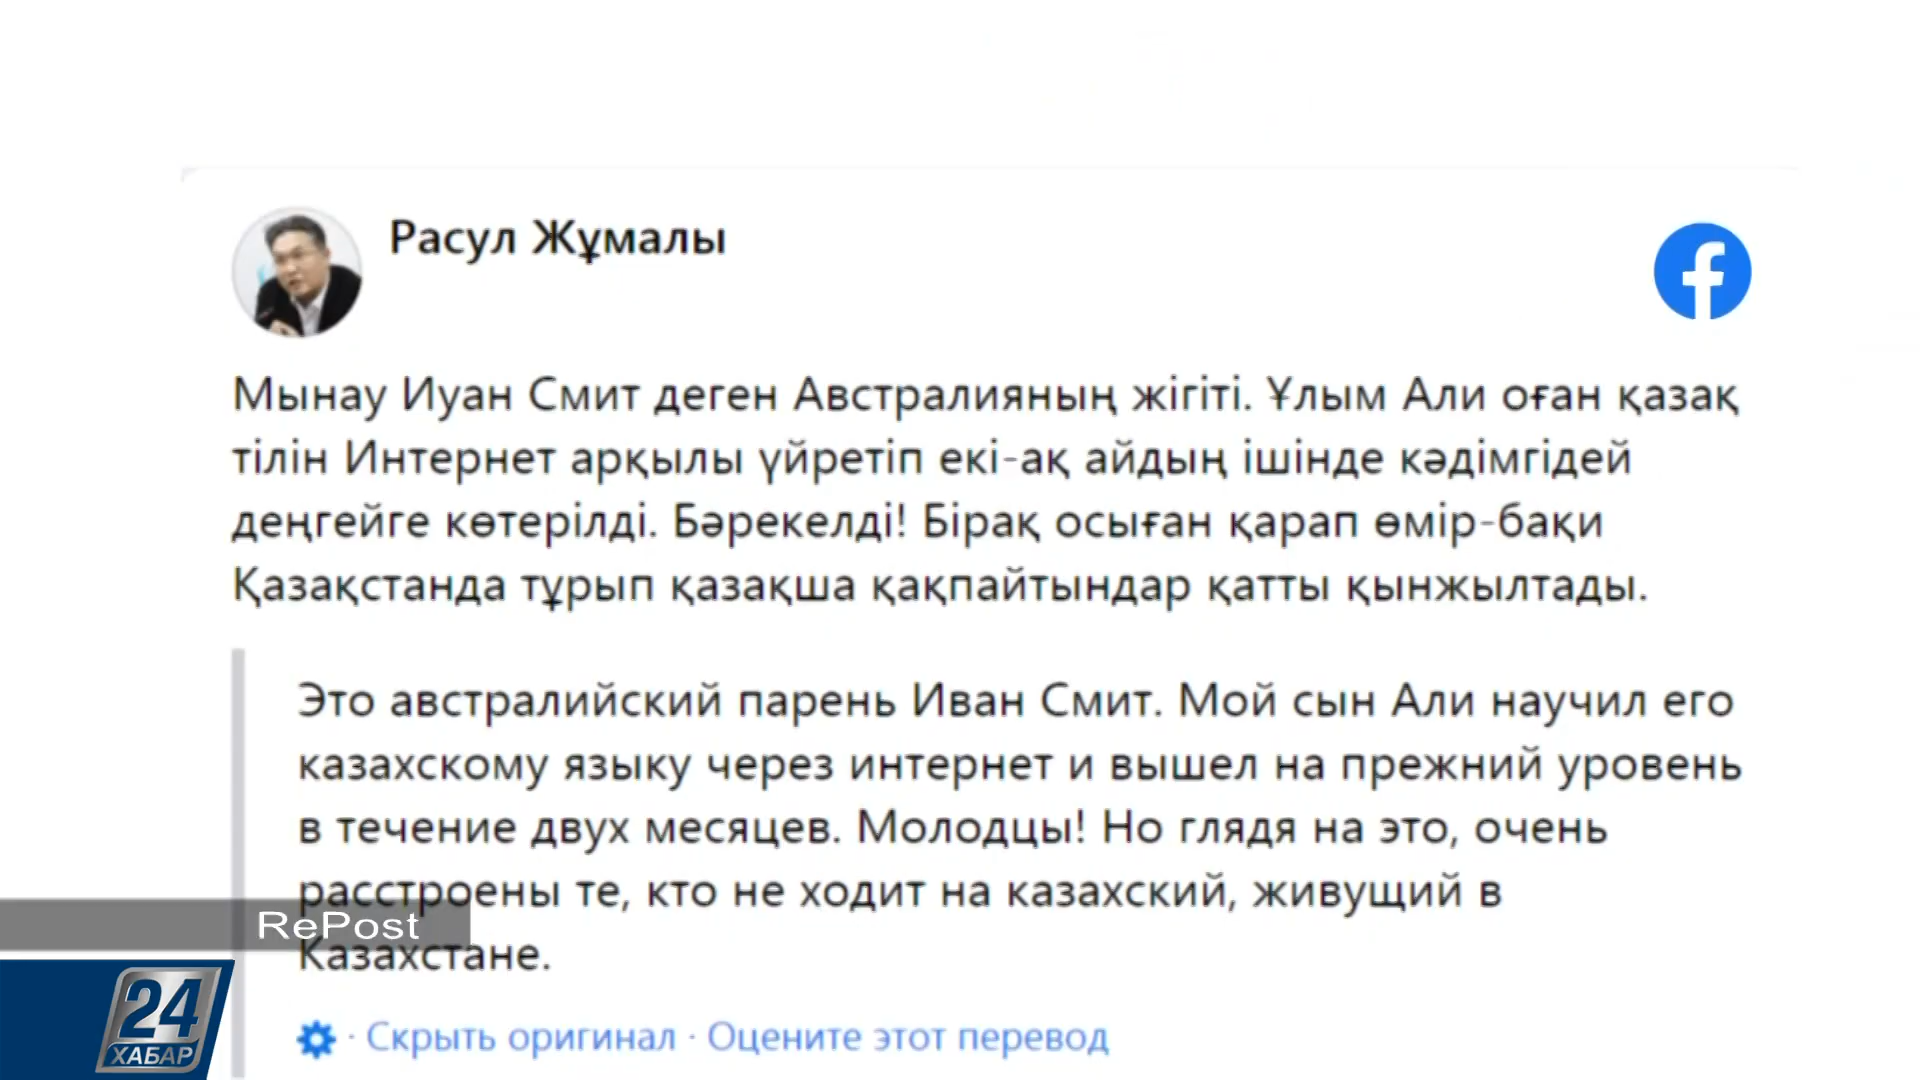 Расул Жұмалы
Мынау Иуан Смит деген Австралияның жігіті. Ұлым Али оған қазақ
тілін Интернет арқылы үйретіп екі-ақ айдың ішінде кәдімгідей
деңгейге көтерілді. Бәрекелді! Бірақ осыған қарап өмір-бақи
Қазақстанда тұрып қазақша қақпайтындар қатты қынжылтады.
Это австралийский парень Иван Смит. Мой сын Али научил его
казахскому языку через интернет и вышел на прежний уровень
в течение двух месяцев. Молодцы! Но глядя на это, очень
расстроены те, кто не ходит на казахский, живущий в
RePost
Казахстане.
24
ХАБАР
· Скрыть оригинал · Оцените этот перевод